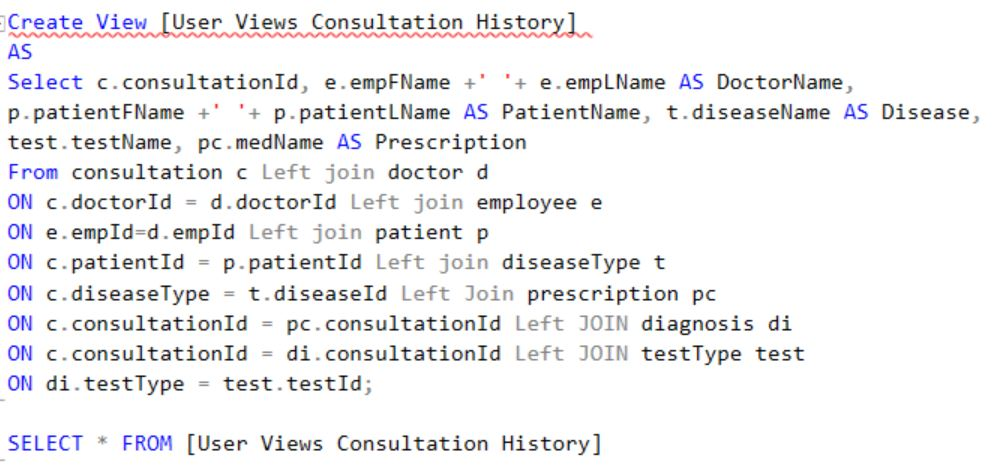 Create View [User Views Consultation History]
AS
Select c.consultationId, e.empFName +' '+ e.empLName AS DoctorName,
p.patientFName +' '+ p.patientLName AS PatientName, t.diseaseName AS Disease,
test.testName, pc.medName AS Prescription
From consultation c Left join doctor d
ON c.doctorId = d.doctorId Left join employee e
ON e.empId=d.empId Left join patient p
ON c.patientId = p.patientId Left join diseaseType t
ON c.diseaseType = t.diseaseId Left Join prescription pc
ON c.consultationId = pc.consultationId Left JOIN diagnosis di
ON c.consultationId = di.consultationId Left JOIN testType test
ON di.testType = test.testId;
SELECT * FROM [User Views Consultation History]